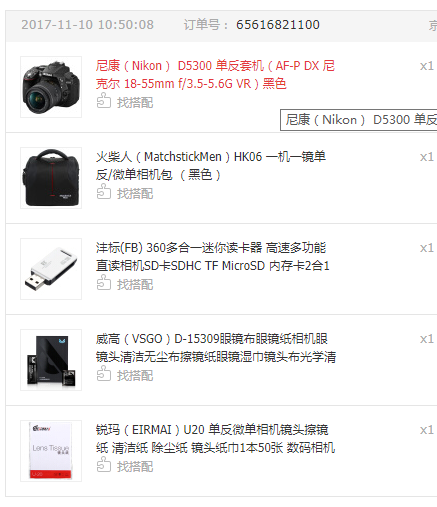 2017-11-10 10:50:08 订单号：65616821100 京
尼康（Nikon） D5300 单反套机（AF-P DX 尼
克尔 18-55mm f/3.5-5.6G VR）黑色
x1
找搭配
尼康（Nikon） D5300 单反
火柴人（MatchstickMen）HK06 一机一镜单
反/微单相机包 （黑色）
x1
找搭配
沣标(FB) 360多合一迷你读卡器 高速多功能
直读相机SD卡SDHC TF MicroSD 内存卡2合1
x1
找搭配
威高（VSGO）D-15309眼镜布眼镜纸相机眼
镜头清洁无尘布擦镜纸眼镜湿巾镜头布光学清
x1
找搭配
锐玛（EIRMAI）U20 单反微单相机镜头擦镜
纸 清洁纸 除尘纸 镜头纸巾1本50张 数码相机
x1
找搭配
Lens Tissue